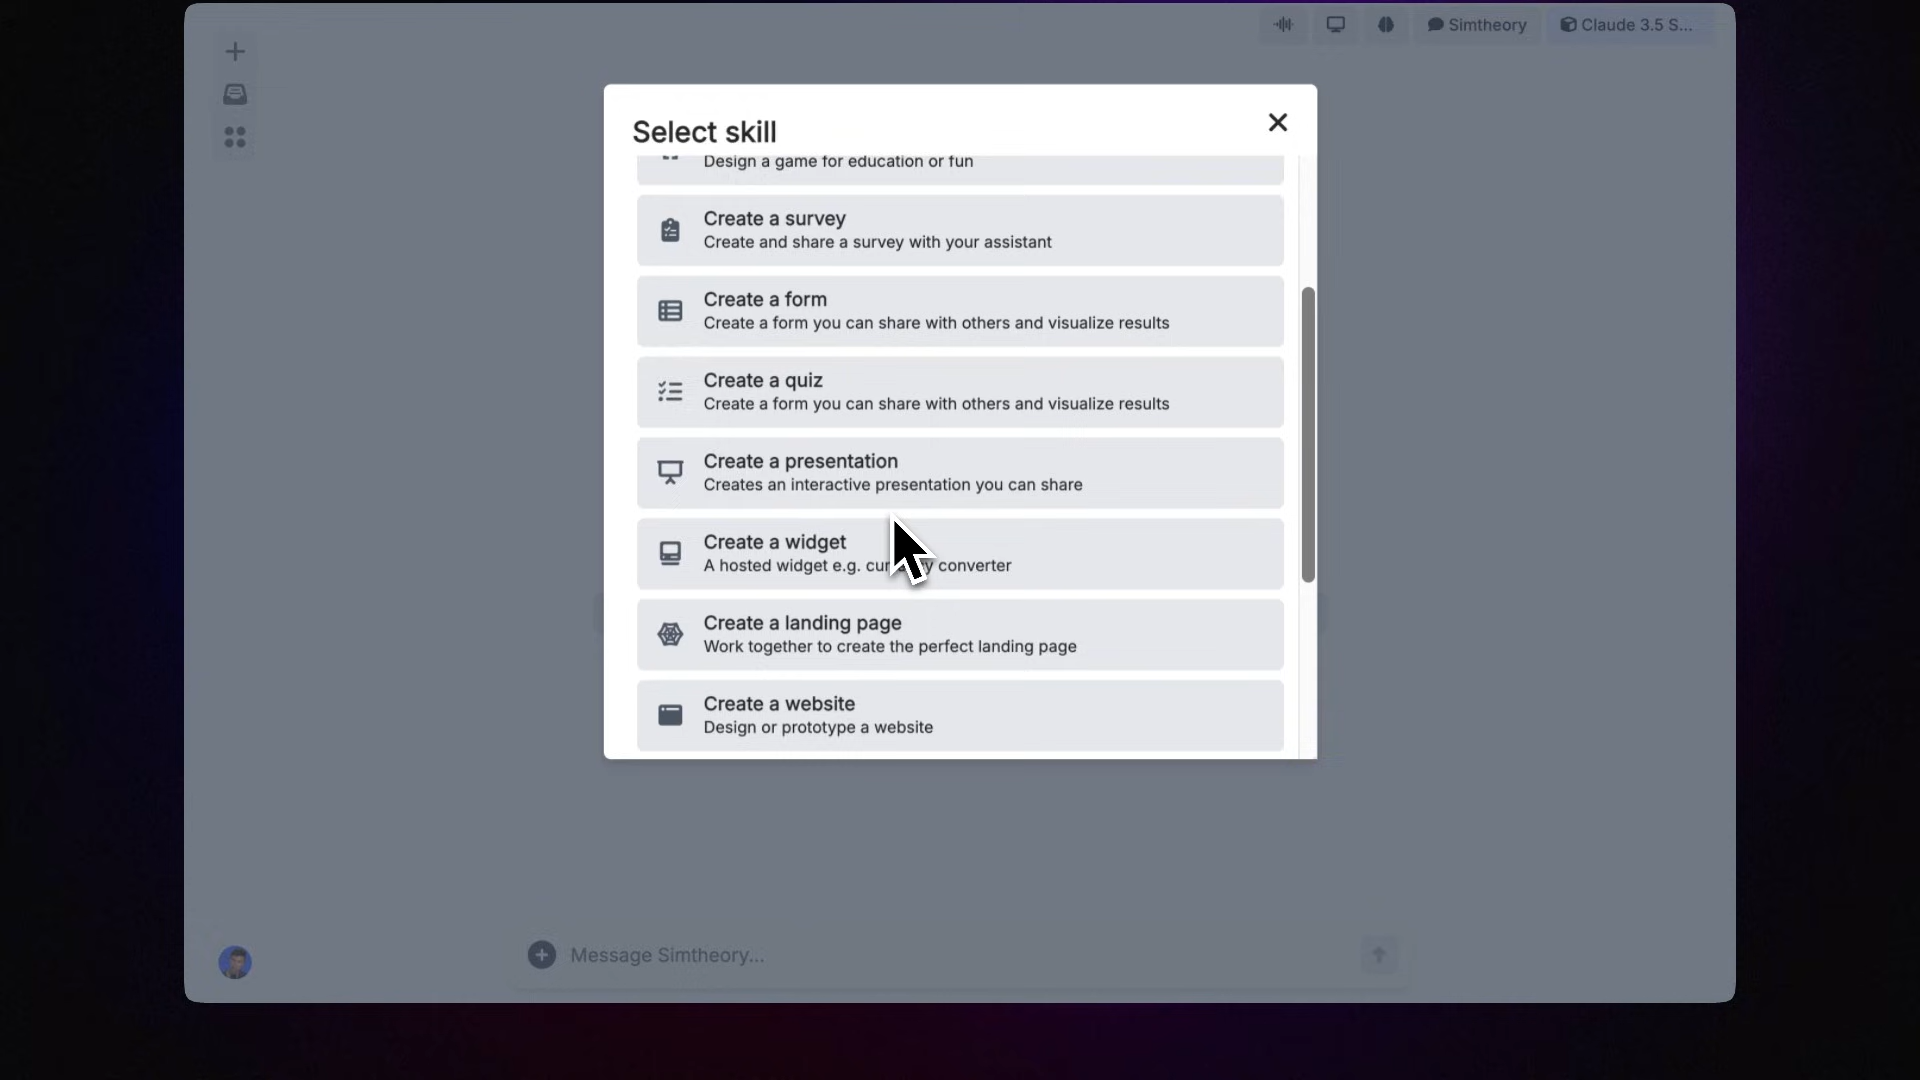 Simtheory
Claude 3.5 S...
Select skill
Design a game for education or fun
Create a survey
Create and share a survey with your assistant
Create a form
Create a form you can share with others and visualize results
Create a quiz
Create a form you can share with others and visualize results
Create a presentation
Creates an interactive presentation you can share
Create a widget
A hosted widget e.g. converter
Create a landing page
Work together to create the perfect landing page
Create a website
Design or prototype a website
Message Simtheory...